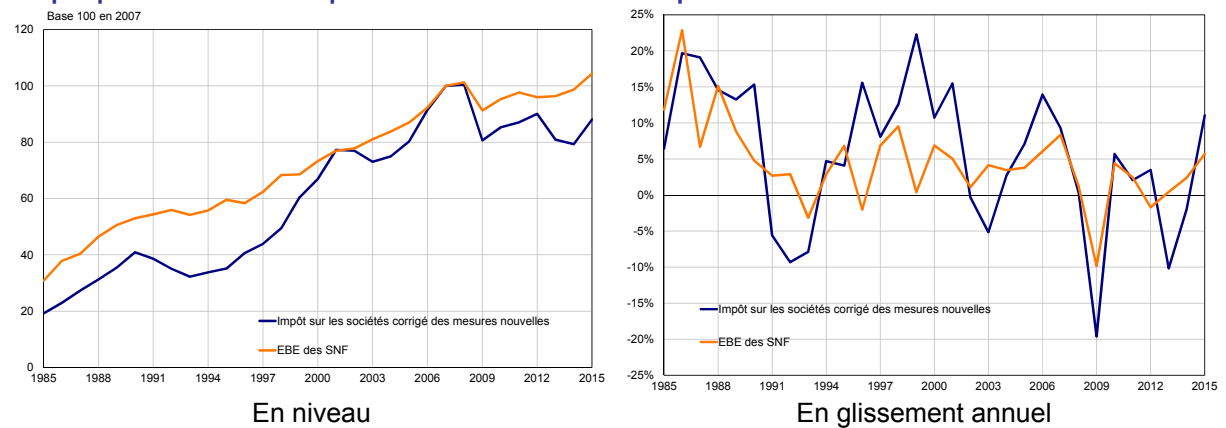 Base 100 en 2007
120
100
80
60
40
20
0
1985 1988 1991 1994 1997 2000 2003 2006 2009 2012 2015
Impôt sur les sociétés corrigé des mesures nouvelles
EBE des SNF
En niveau
25%
20%
15%
10%
5%
0%
-5%
-10%
-15%
-20%
-25%
1985 1988 1991 1994 1997 2000 2003 2006 2009 2012 2015
Impôt sur les sociétés corrigé des mesures nouvelles
EBE des SNF
En glissement annuel